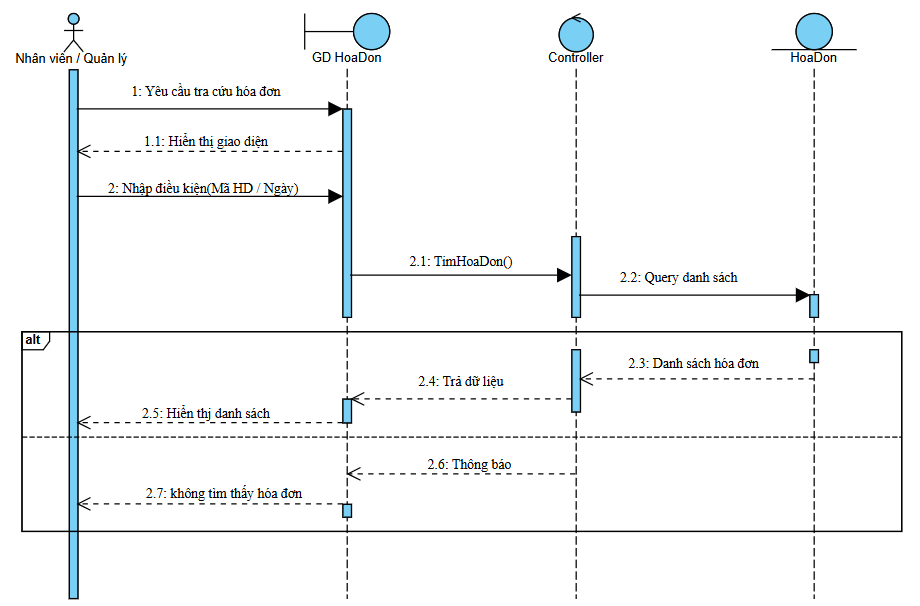 Nhân viên / Quản lý
GD HoaDon
Controller
HoaDon
1: Yêu cầu tra cứu hóa đơn
1.1: Hiển thị giao diện
2: Nhập điều kiện(Mã HD / Ngày)
2.1: TimHoaDon()
2.2: Query danh sách
alt
2.3: Danh sách hóa đơn
2.4: Trả dữ liệu
2.5: Hiển thị danh sách
2.6: Thông báo
2.7: không tìm thấy hóa đơn